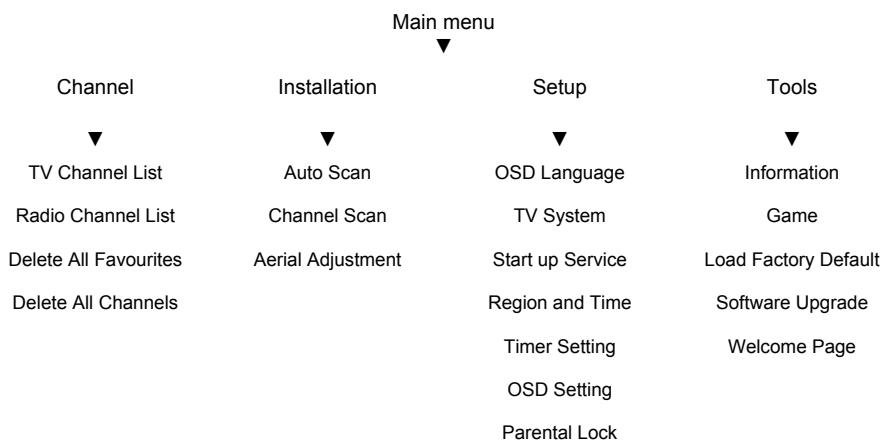 Main menu
▼
Channel Installation Setup Tools
▼ ▼ ▼ ▼
TV Channel List Auto Scan OSD Language Information
Radio Channel List Channel Scan TV System Game
Delete All Favourites Aerial Adjustment Start up Service Load Factory Default
Delete All Channels Region and Time Software Upgrade
Timer Setting Welcome Page
OSD Setting
Parental Lock